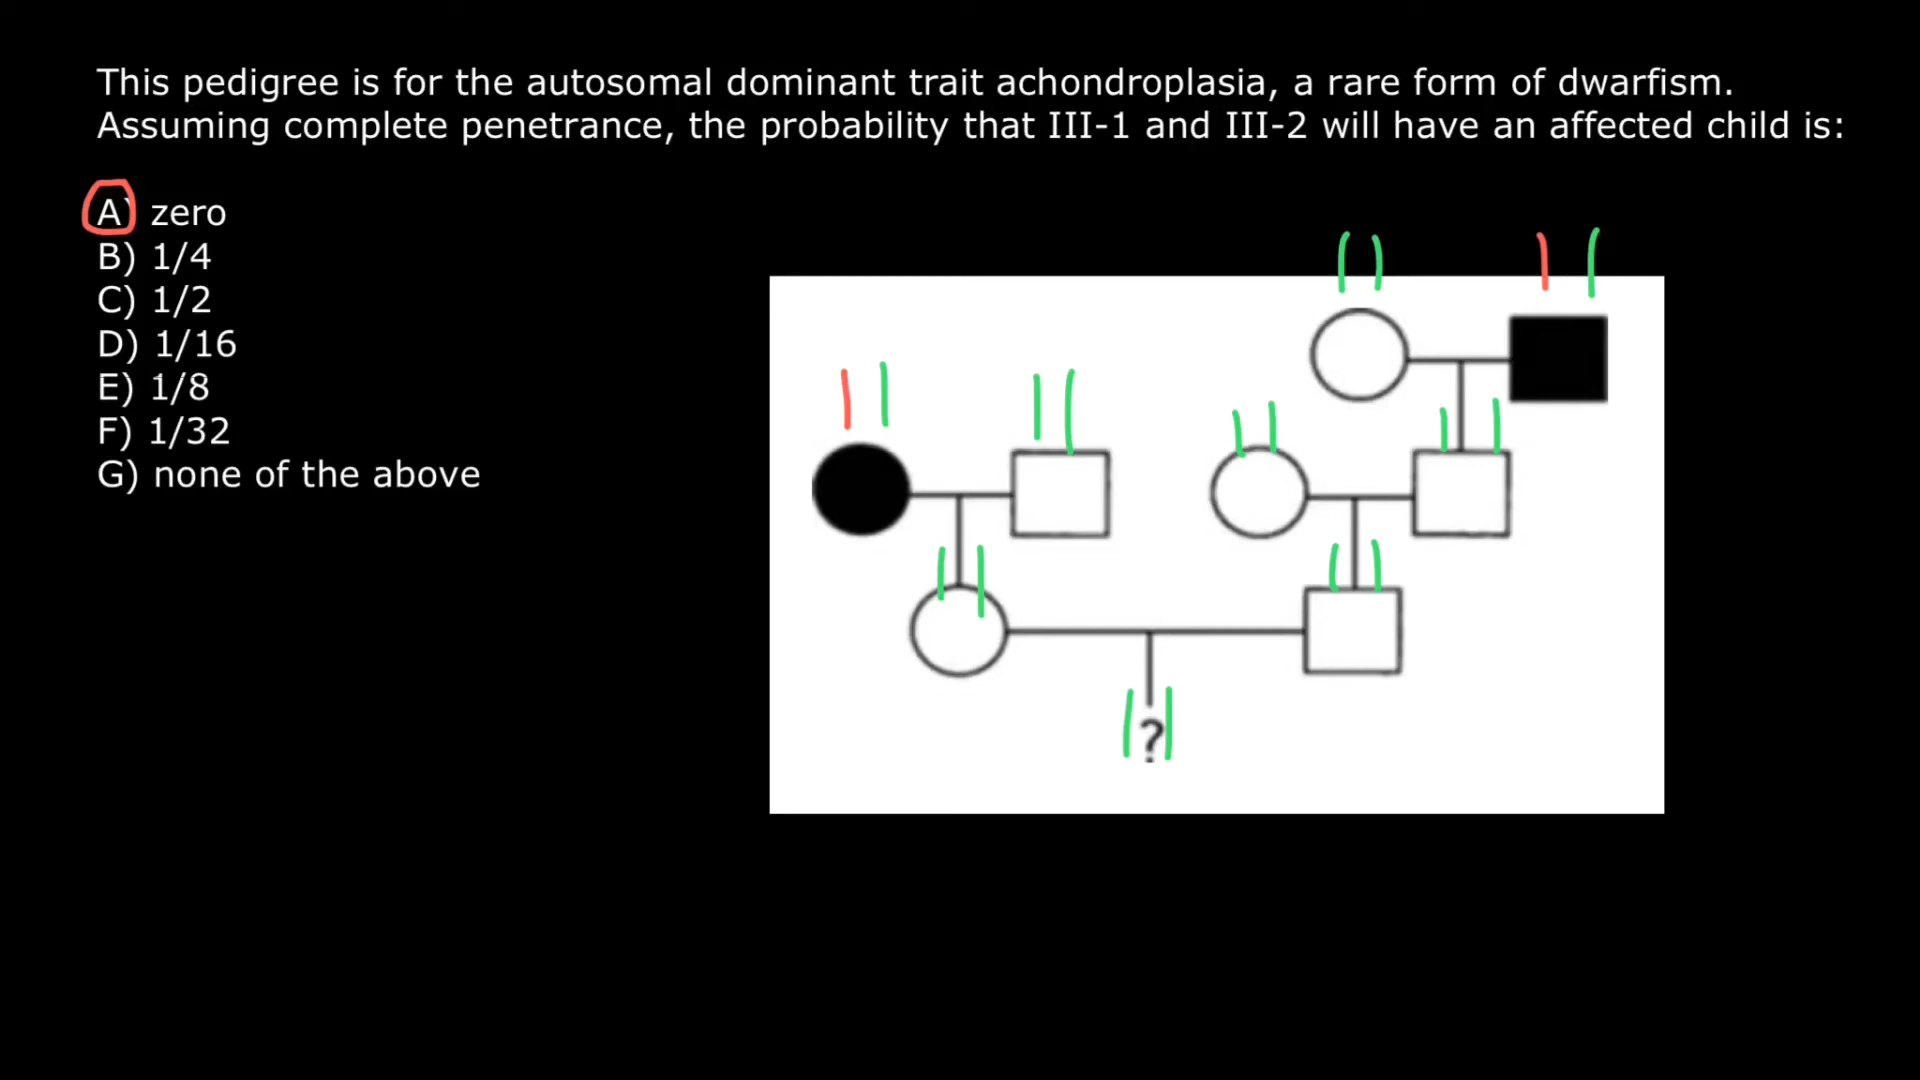 This pedigree is for the autosomal dominant trait achondroplasia, a rare form of dwarfism.
Assuming complete penetrance, the probability that III-1 and III-2 will have an affected child is:
A) zero
B) 1/4
C) 1/2
D) 1/16
E) 1/8
F) 1/32
G) none of the above
?